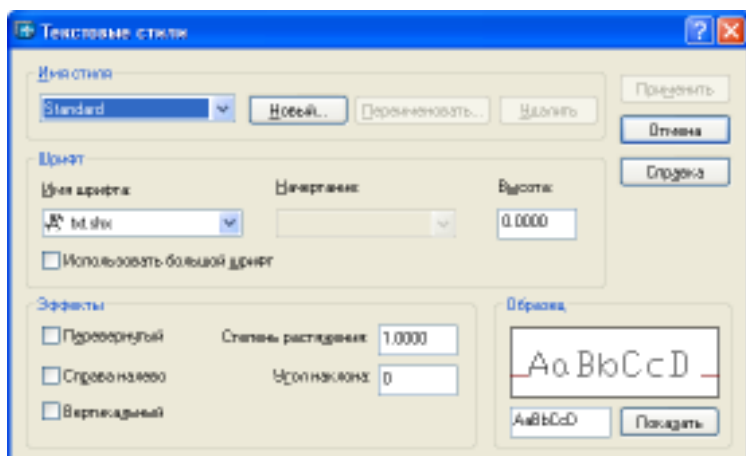 Текстовые стили
Имя стиля
Standard
Новый...
Переименовать...
Удалить
Применить
Отмена
Справка
Шрифт
Имя шрифта:
Начертание:
Высота:
txt.shx
0.0000
Использовать большой шрифт
Эффекты
Перевернутый
Степень растяжения:
1.0000
Справа налево
Угол наклона:
0
Вертикальный
Образец
AaBbCcD
AaBbCcD
Показать